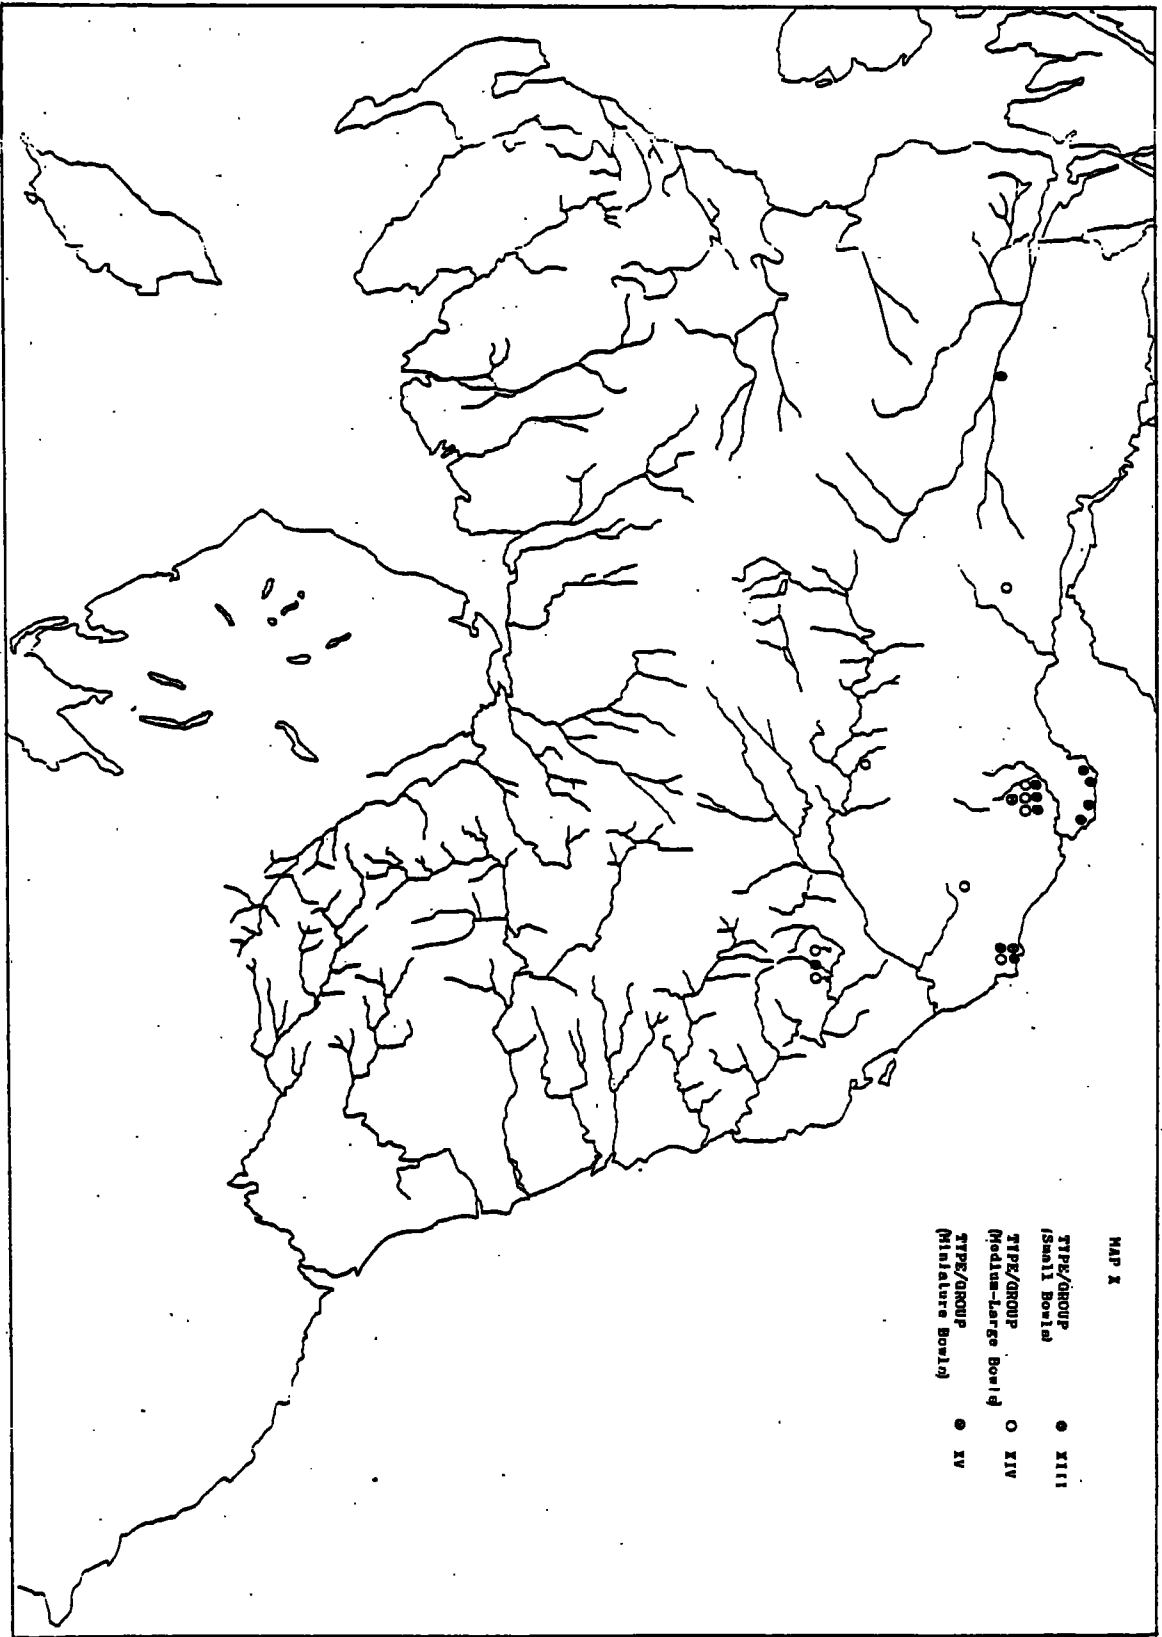 MAP X
TYPE/GROUP
(Small Bowls) ● XIII
TYPE/GROUP
(Medium-Large Bowls) ○ XIV
TYPE/GROUP
(Miniature Bowls) ⊙ XV